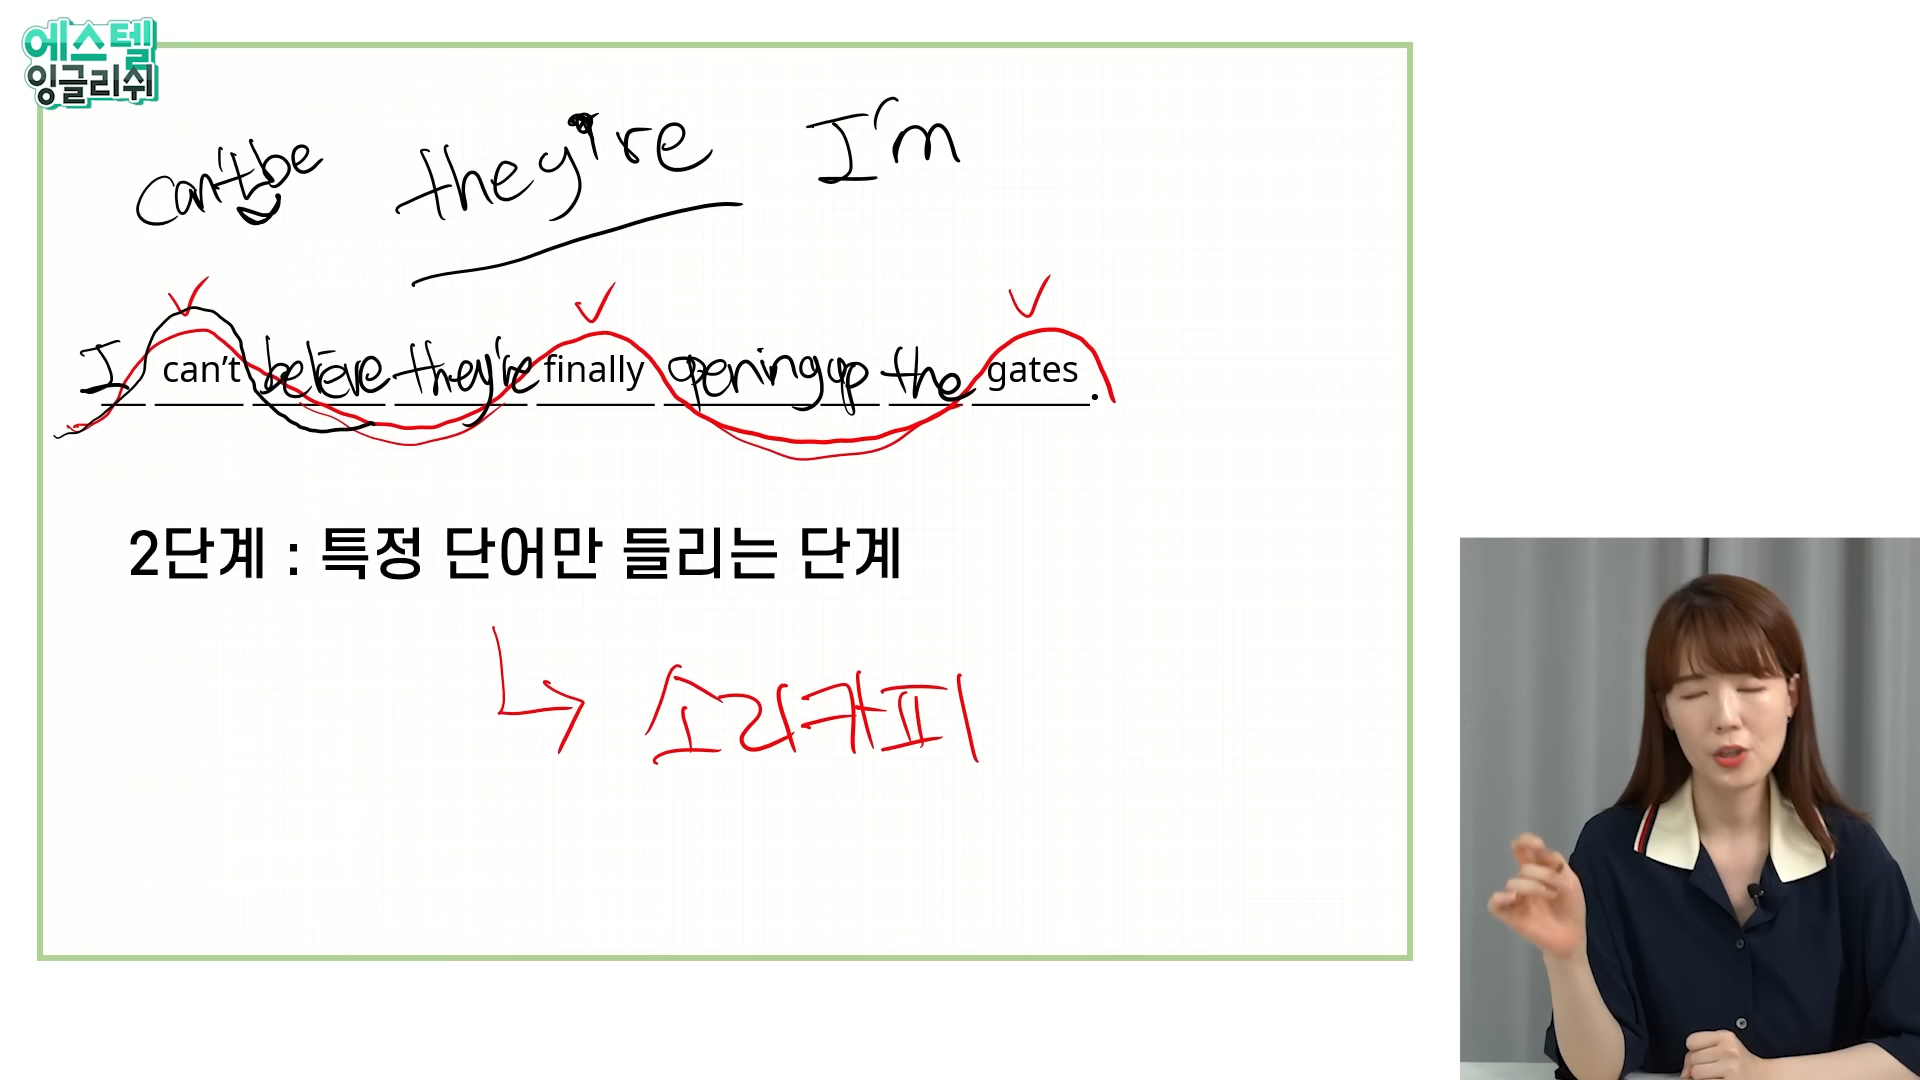 에스텔
잉글리쉬
can't be they're I'm
I can't believe they're finally opening up the gates.
2단계 : 특정 단어만 들리는 단계
소리카피